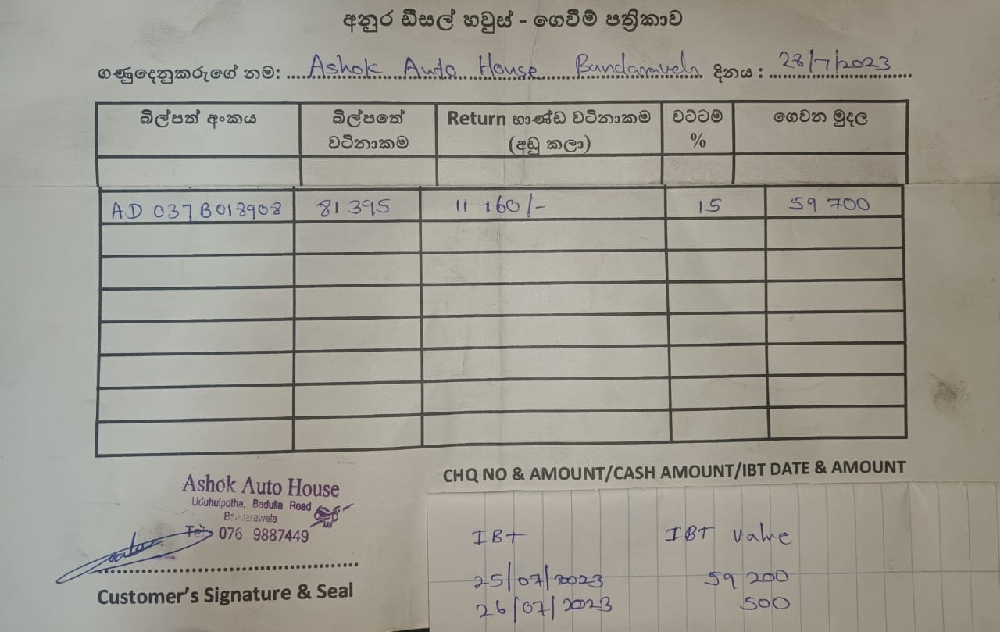 අනුර ඩීසල් හවුස් - ගෙවීම් පත්‍රිකාව
ගණුදෙනුකරුගේ නම: Ashok Auto House Bandaravela දිනය: 28/7/2023
බිල්පත් අංකය බිල්පතේ වටිනාකම Return භාණ්ඩ වටිනාකම (අඩු කලා) වට්ටම % ගෙවන මුදල
AD 037B018908 81 395 11 160/- 15 59 700
CHQ NO & AMOUNT/CASH AMOUNT/IBT DATE & AMOUNT
Ashok Auto House
Uduhulpotha, Badulla Road
Bandarawela
Tel: 076 9887449
Customer's Signature & Seal
IBT IBT Value
25/07/2023 59 200
26/07/2023 500